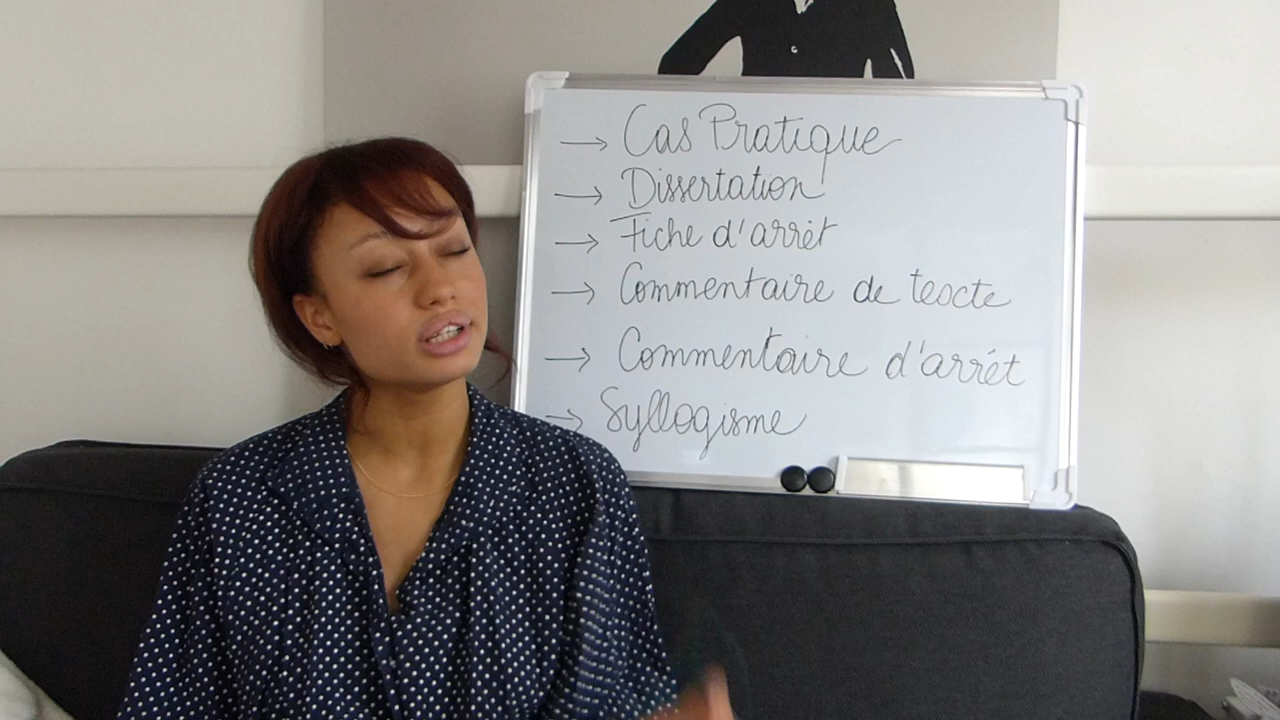 → Cas Pratique
→ Dissertation
→ Fiche d'arrêt
→ Commentaire de texte
→ Commentaire d'arrêt
→ Syllogisme